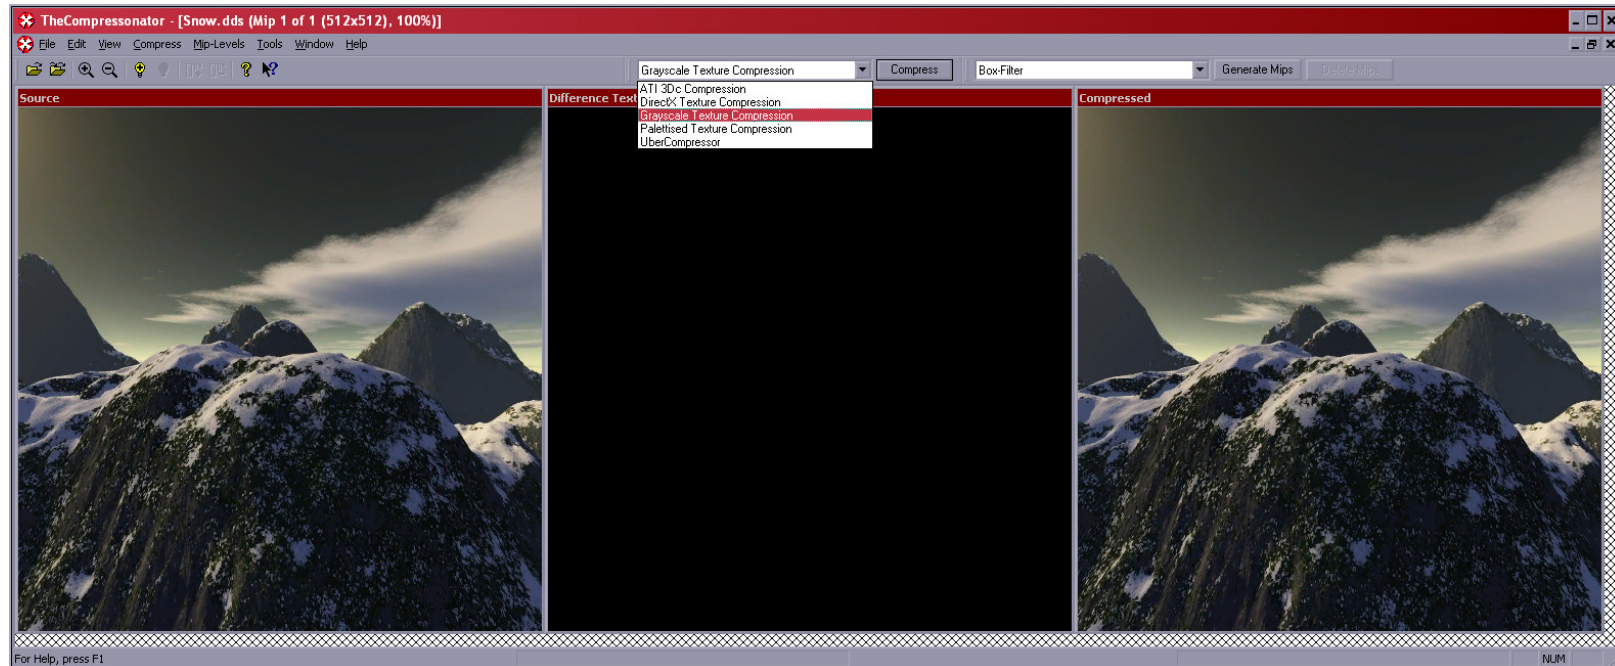 TheCompressonator - [Snow.dds (Mip 1 of 1 (512x512), 100%)]
File Edit View Compress Mip-Levels Tools Window Help
Grayscale Texture Compression Compress Box-Filter Generate Mips Delete Mips
ATI 3Dc Compression
DirectX Texture Compression
Grayscale Texture Compression
Palettised Texture Compression
UberCompressor
Source Difference Text Compressed
For Help, press F1 NUM